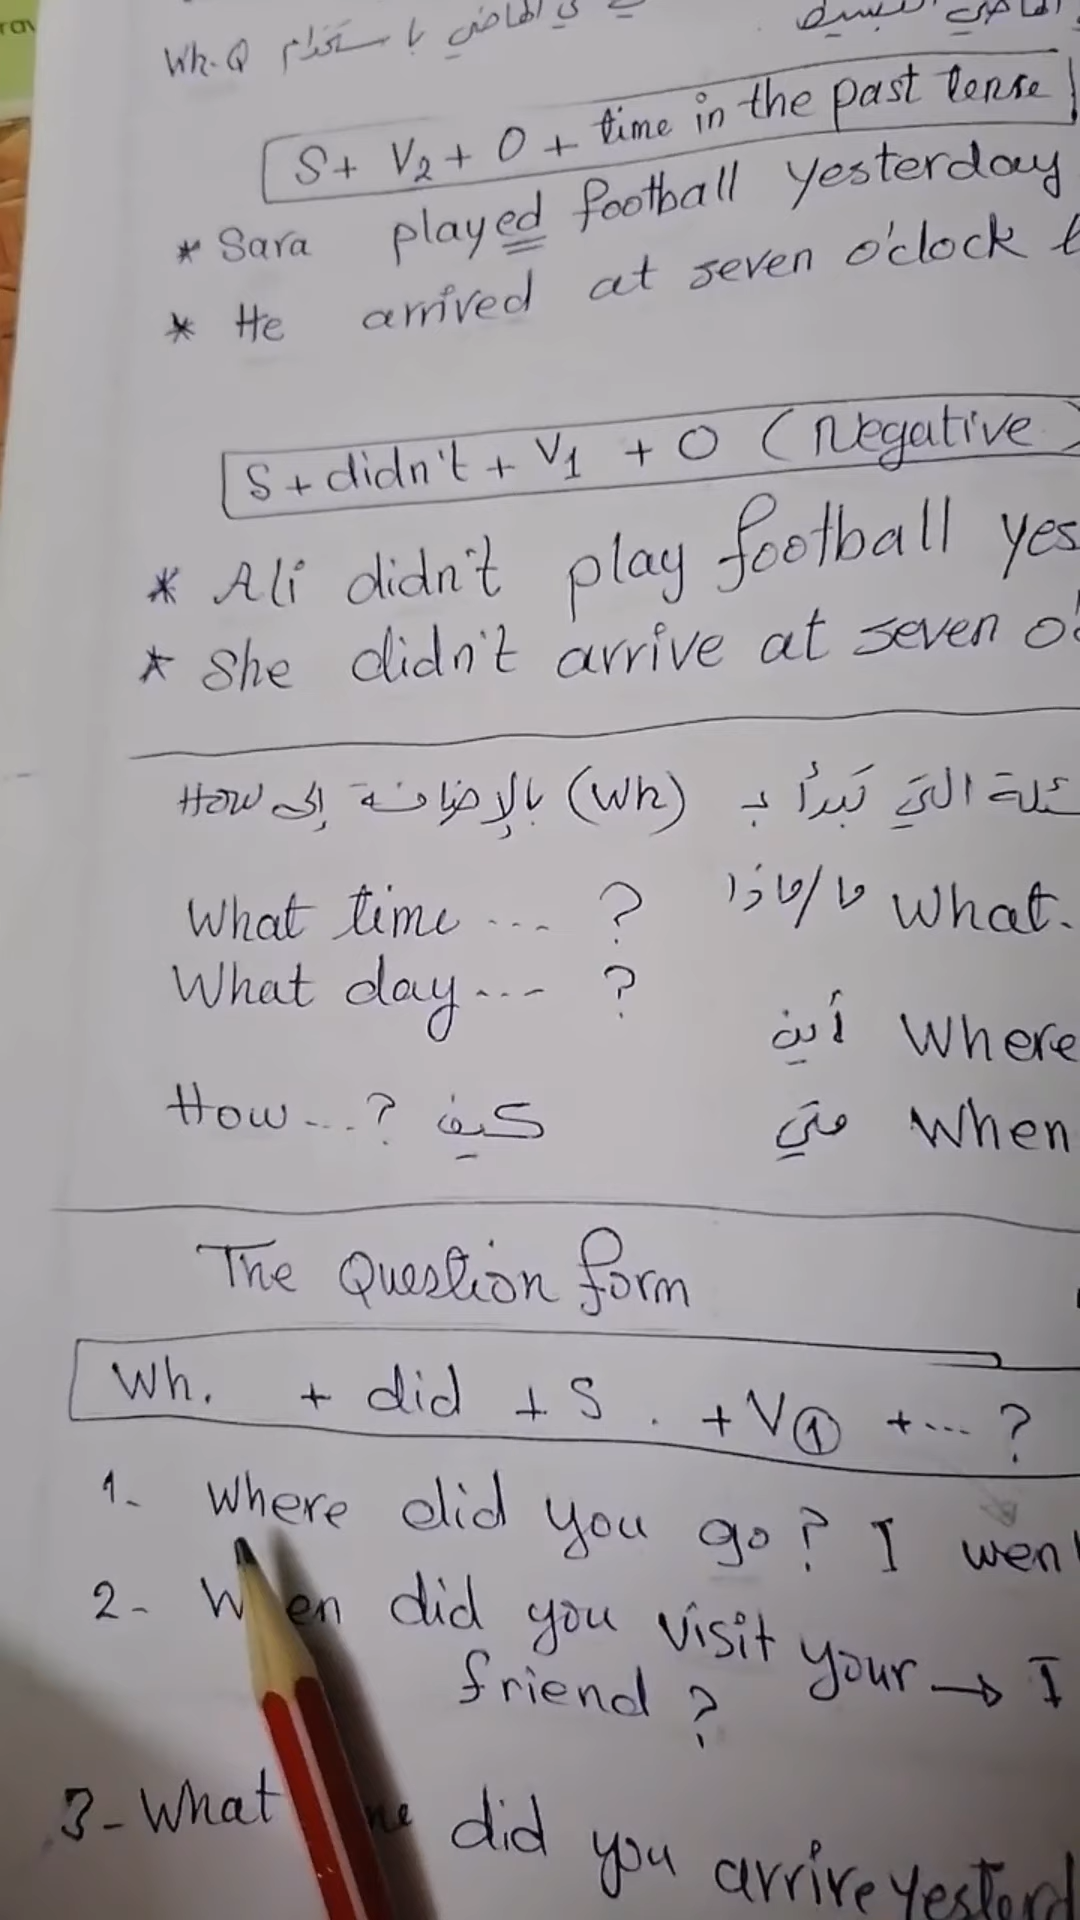 في الماضي باستخدام Wh.Q
S + V2 + O + time in the past tense
* Sara played football yesterday
* He arrived at seven o'clock
S + didn't + V1 + O (Negative)
* Ali didn't play football yes
* She didn't arrive at seven o'
ئلة التي تبدأ بـ (Wh) بالإضافة إلى How
What time ... ?
ما/ماذا What.
What day ... ?
أين Where
How ...? كيف
متى When
The Question form
Wh. + did + S . + V1 + ... ?
1- Where did you go? I wen
2- When did you visit your → I
friend ?
3- What did you arrive yesterd